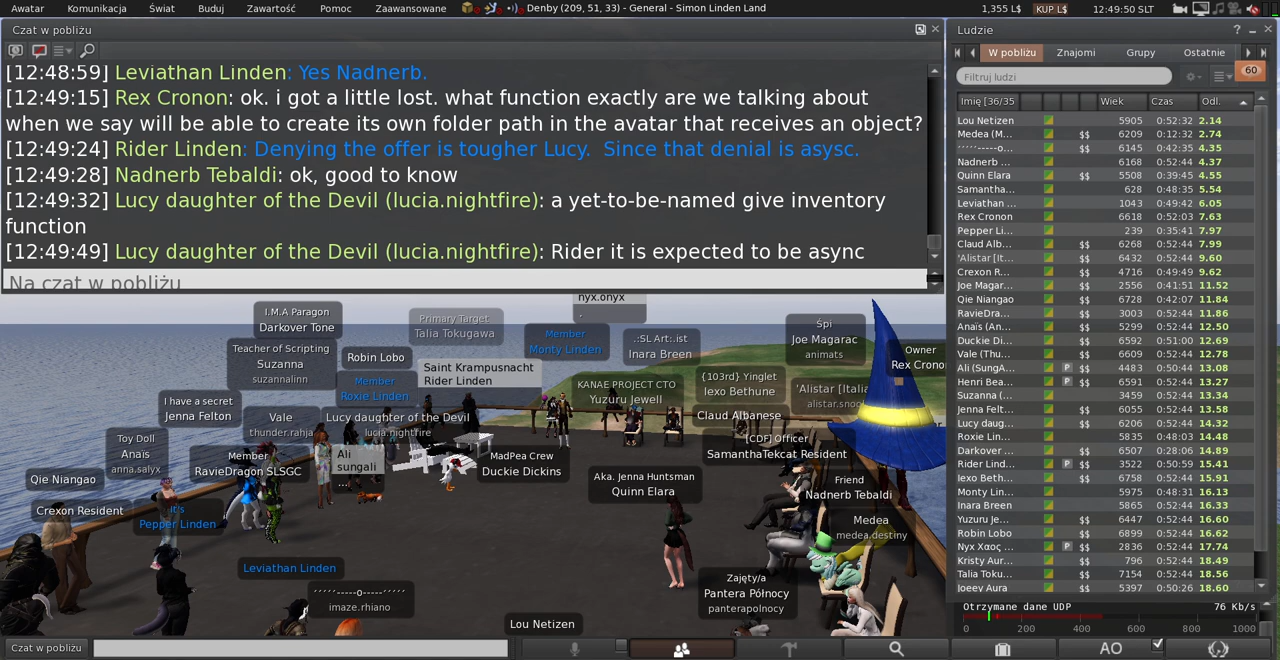 Awatar Komunikacja Świat Buduj Zawartość Pomoc Zaawansowane Denby (209, 51, 33) - General - Simon Linden Land 1,355 L$ KUP L$ 12:49:50 SLT
Czat w pobliżu
[12:48:59] Leviathan Linden: Yes Nadnerb.
[12:49:15] Rex Cronon: ok. i got a little lost. what function exactly are we talking about
when we say will be able to create its own folder path in the avatar that receives an object?
[12:49:24] Rider Linden: Denying the offer is tougher Lucy.  Since that denial is asysc.
[12:49:28] Nadnerb Tebaldi: ok, good to know
[12:49:32] Lucy daughter of the Devil (lucia.nightfire): a yet-to-be-named give inventory
function
[12:49:49] Lucy daughter of the Devil (lucia.nightfire): Rider it is expected to be async
Na czat w pobliżu
nyx.onyx
.
I.M.A Paragon
Darkover Tone
Primary Target
Talia Tokugawa
Member
Monty Linden
.:SL Art:.ist
Inara Breen
Śpi
Joe Magarac
animats
Owner
Rex Crono
Teacher of Scripting
Suzanna
suzannalinn
Robin Lobo
Member
Roxie Linden
Saint Krampusnacht
Rider Linden
KANAE PROJECT CTO
Yuzuru Jewell
{103rd} Yinglet
Iexo Bethune
'Alistar [Italia
alistar.snoo
I have a secret
Jenna Felton
Vale
thunder.rahja
Lucy daughter of the Devil
lucia.nightfire
Claud Albanese
Toy Doll
Anaïs
anna.salyx
Member
RavieDragon SLSGC
Ali
sungali
...
MadPea Crew
Duckie Dickins
[CDF] Officer
SamanthaTekcat Resident
Qie Niangao
Aka. Jenna Huntsman
Quinn Elara
Friend
Nadnerb Tebaldi
Crexon Resident
It's
Pepper Linden
Medea
medea.destiny
Leviathan Linden
´´´´´-----o-----´´´´´
imaze.rhiano
Zajęty/a
Pantera Północy
panterapolnocy
Lou Netizen
Czat w pobliżu
Ludzie
W pobliżu Znajomi Grupy Ostatnie
Filtruj ludzi
60
Imię [36/35 Wiek Czas Odl.
Lou Netizen 5905 0:52:32 2.14
Medea (M... $$ 6209 0:12:32 2.74
´´´´´-----o... $$ 6145 0:42:35 4.35
Nadnerb ... 6168 0:52:44 4.37
Quinn Elara $$ 5508 0:39:45 4.55
Samantha... 628 0:48:35 5.54
Leviathan ... 1043 0:49:42 6.05
Rex Cronon 6618 0:52:03 7.63
Pepper Li... 239 0:35:41 7.97
Claud Alb... $$ 6268 0:52:44 7.99
'Alistar [It... $$ 6432 0:52:44 9.60
Crexon R... $$ 4716 0:49:49 9.62
Joe Magar... $$ 2556 0:41:51 11.52
Qie Niangao $$ 6728 0:42:07 11.84
RavieDra... $$ 3003 0:52:44 11.86
Anaïs (An... $$ 5299 0:52:44 12.50
Duckie Di... $$ 6592 0:51:00 12.69
Vale (Thu... $$ 6609 0:52:44 12.78
Ali (SungA... P $$ 4483 0:50:44 13.08
Henri Bea... P $$ 6591 0:52:44 13.27
Suzanna (... $$ 3459 0:52:44 13.34
Jenna Felt... $$ 6055 0:52:44 13.58
Lucy daug... $$ 6206 0:52:44 14.32
Roxie Lin... 5835 0:48:03 14.48
Darkover ... $$ 6507 0:28:06 14.89
Rider Lind... P $$ 3522 0:50:59 15.41
Iexo Beth... $$ 6758 0:52:44 15.91
Monty Lin... 5975 0:48:31 16.13
Inara Breen 5865 0:52:44 16.33
Yuzuru Je... $$ 6447 0:52:44 16.60
Robin Lobo $$ 6899 0:52:44 16.62
Nyx Χαος ... P $$ 2836 0:52:44 17.74
Kristy Aur... $$ 796 0:52:44 18.49
Talia Toku... $$ 7154 0:52:44 18.56
Joeey Aura $$ 5397 0:50:26 18.60
Otrzymane dane UDP 76 Kb/s
0 200 400 600 800 1000
AO